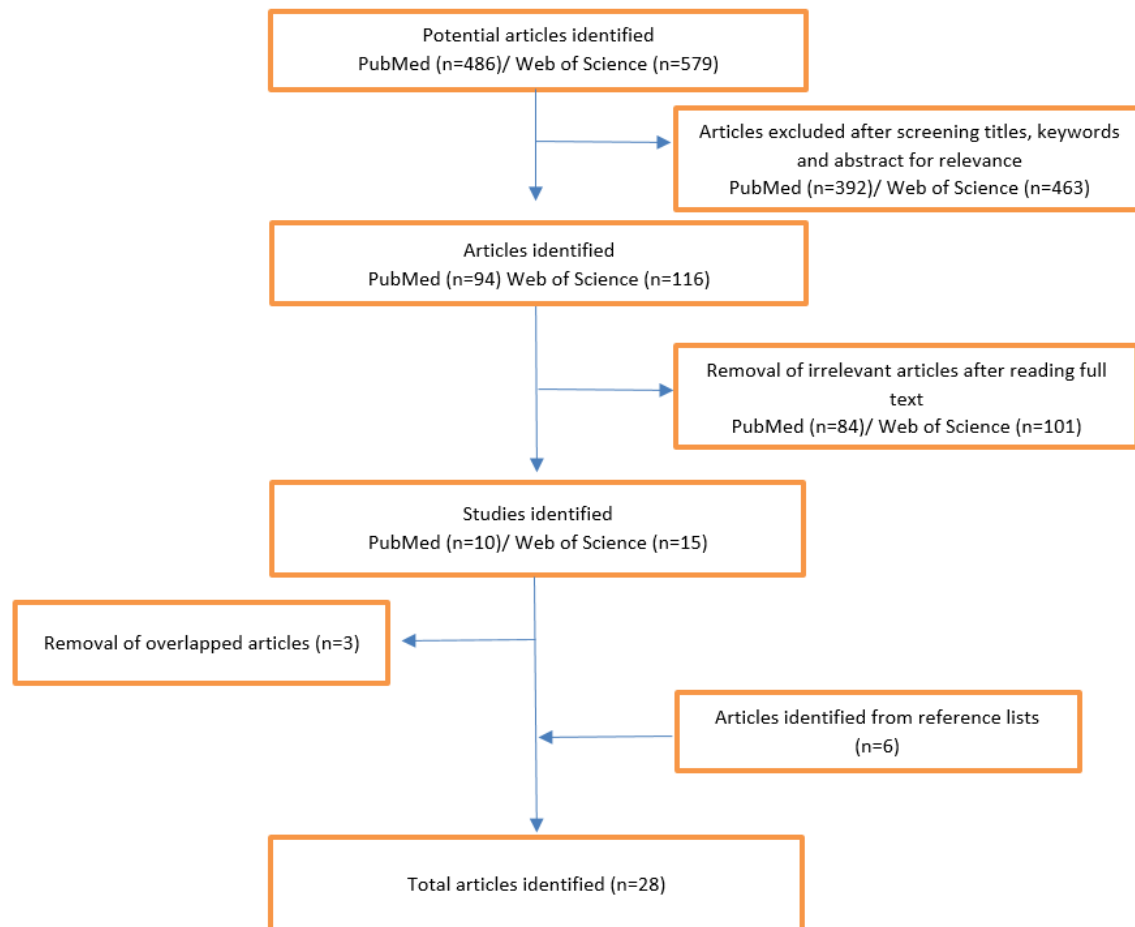 Potential articles identified
PubMed (n=486)/ Web of Science (n=579)
Articles excluded after screening titles, keywords
and abstract for relevance
PubMed (n=392)/ Web of Science (n=463)
Articles identified
PubMed (n=94) Web of Science (n=116)
Removal of irrelevant articles after reading full
text
PubMed (n=84)/ Web of Science (n=101)
Studies identified
PubMed (n=10)/ Web of Science (n=15)
Removal of overlapped articles (n=3)
Articles identified from reference lists
(n=6)
Total articles identified (n=28)